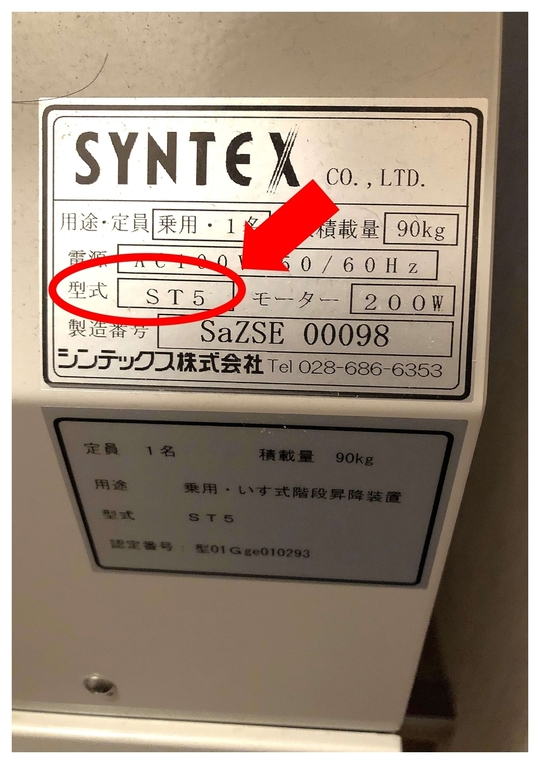 SYNTEX CO.,LTD.
用途・定員 乗用・1名 積載量 90kg
電源 AC100V 50/60Hz
型式 ST5 モーター 200W
製造番号 SaZSE 00098
シンテックス株式会社 Tel 028-686-6353
定員 1名 積載量 90kg
用途 乗用・いす式階段昇降装置
型式 ST5
認定番号: 型01Gge010293